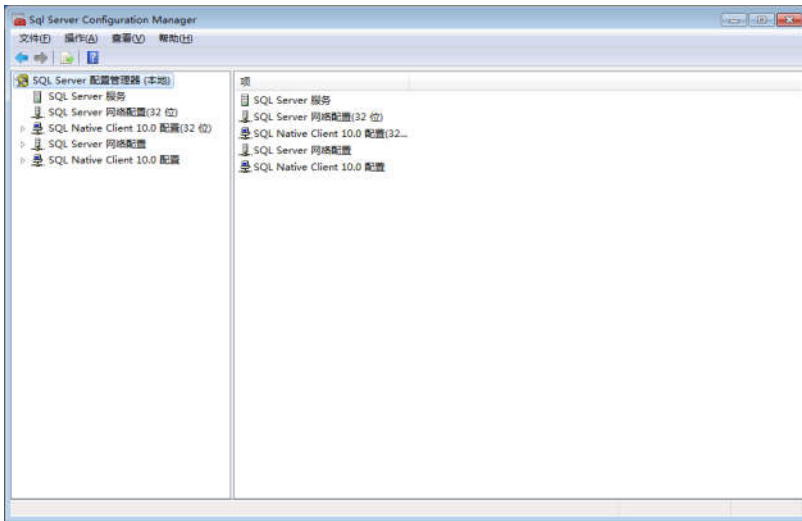 Sql Server Configuration Manager
文件(F) 操作(A) 查看(V) 帮助(H)
SQL Server 配置管理器 (本地)
SQL Server 服务
SQL Server 网络配置(32 位)
SQL Native Client 10.0 配置(32 位)
SQL Server 网络配置
SQL Native Client 10.0 配置
项
SQL Server 服务
SQL Server 网络配置(32 位)
SQL Native Client 10.0 配置(32...
SQL Server 网络配置
SQL Native Client 10.0 配置